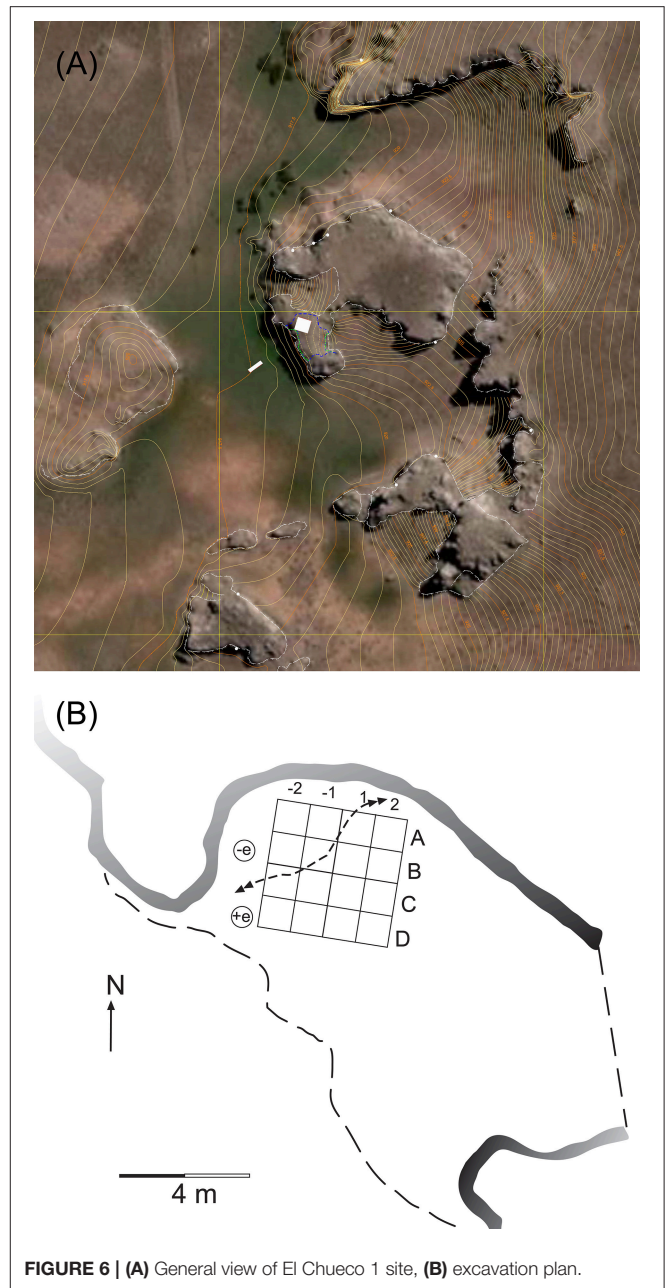 (A)
(B)
-2 -1 1 2
A
-e
B
C
+e
D
N
4 m
FIGURE 6 | (A) General view of El Chueco 1 site, (B) excavation plan.